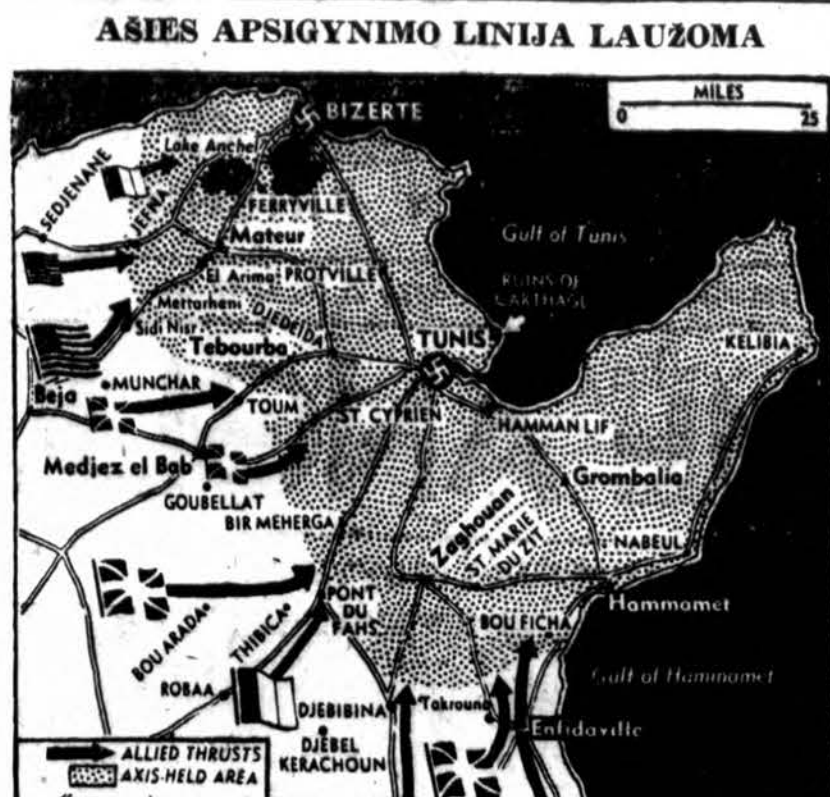 AŠIES APSIGYNIMO LINIJA LAUŽOMA
MILES
0 25
BIZERTE
Lake Anchel
SEDJENANE
JEFNA
FERRYVILLE
Mateur
Gulf of Tunis
El Arima
PROTVILLE
RUINS OF
CARTHAGE
Mettarheni
DJEDEIDA
Sidi Nisr
TUNIS
Tebourba
KELIBIA
MUNCHAR
Beja
TOUM
ST. CYPRIEN
HAMMAN LIF
Medjez el Bab
Grombalia
GOUBELLAT
BIR MEHERGA
Zaghouan
ST. MARIE
DU ZIT
NABEUL
PONT
DU
FAHS
Hammamet
BOU ARADA
THIBICA
BOU FICHA
Gulf of Hammamet
ROBAA
DJEBIBINA
Takrouna
Enfidaville
DJEBEL
KERACHOUN
ALLIED THRUSTS
AXIS-HELD AREA